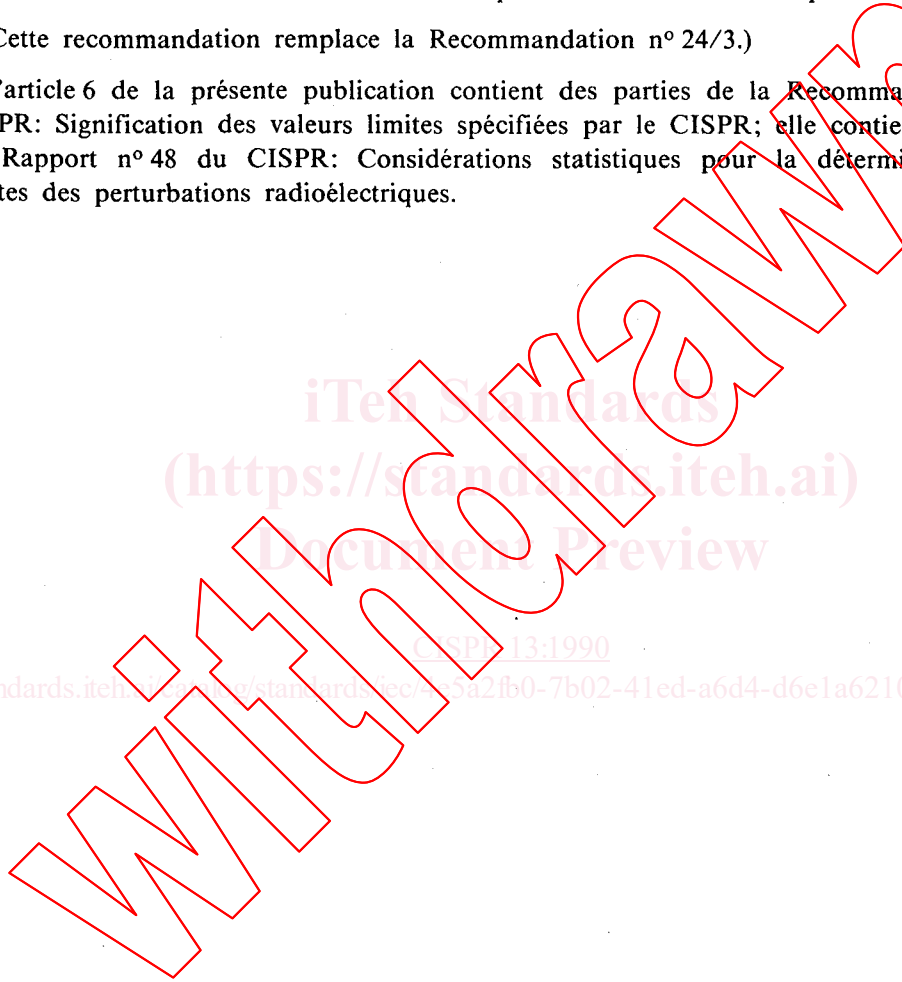 Cette recommandation remplace la Recommandation nº 24/3.)
'article 6 de la présente publication contient des parties de la Recomma
PR: Signification des valeurs limites spécifiées par le CISPR; elle contie
Rapport nº 48 du CISPR: Considérations statistiques pour la détermi
tes des perturbations radioélectriques.
withdrawn
iTeh Standards
(https://standards.iteh.ai)
Document Preview
CISPR 13:1990
ndards.iteh.ai/catalog/standards/iec/4e5a2fb0-7b02-41ed-a6d4-d6e1a6210